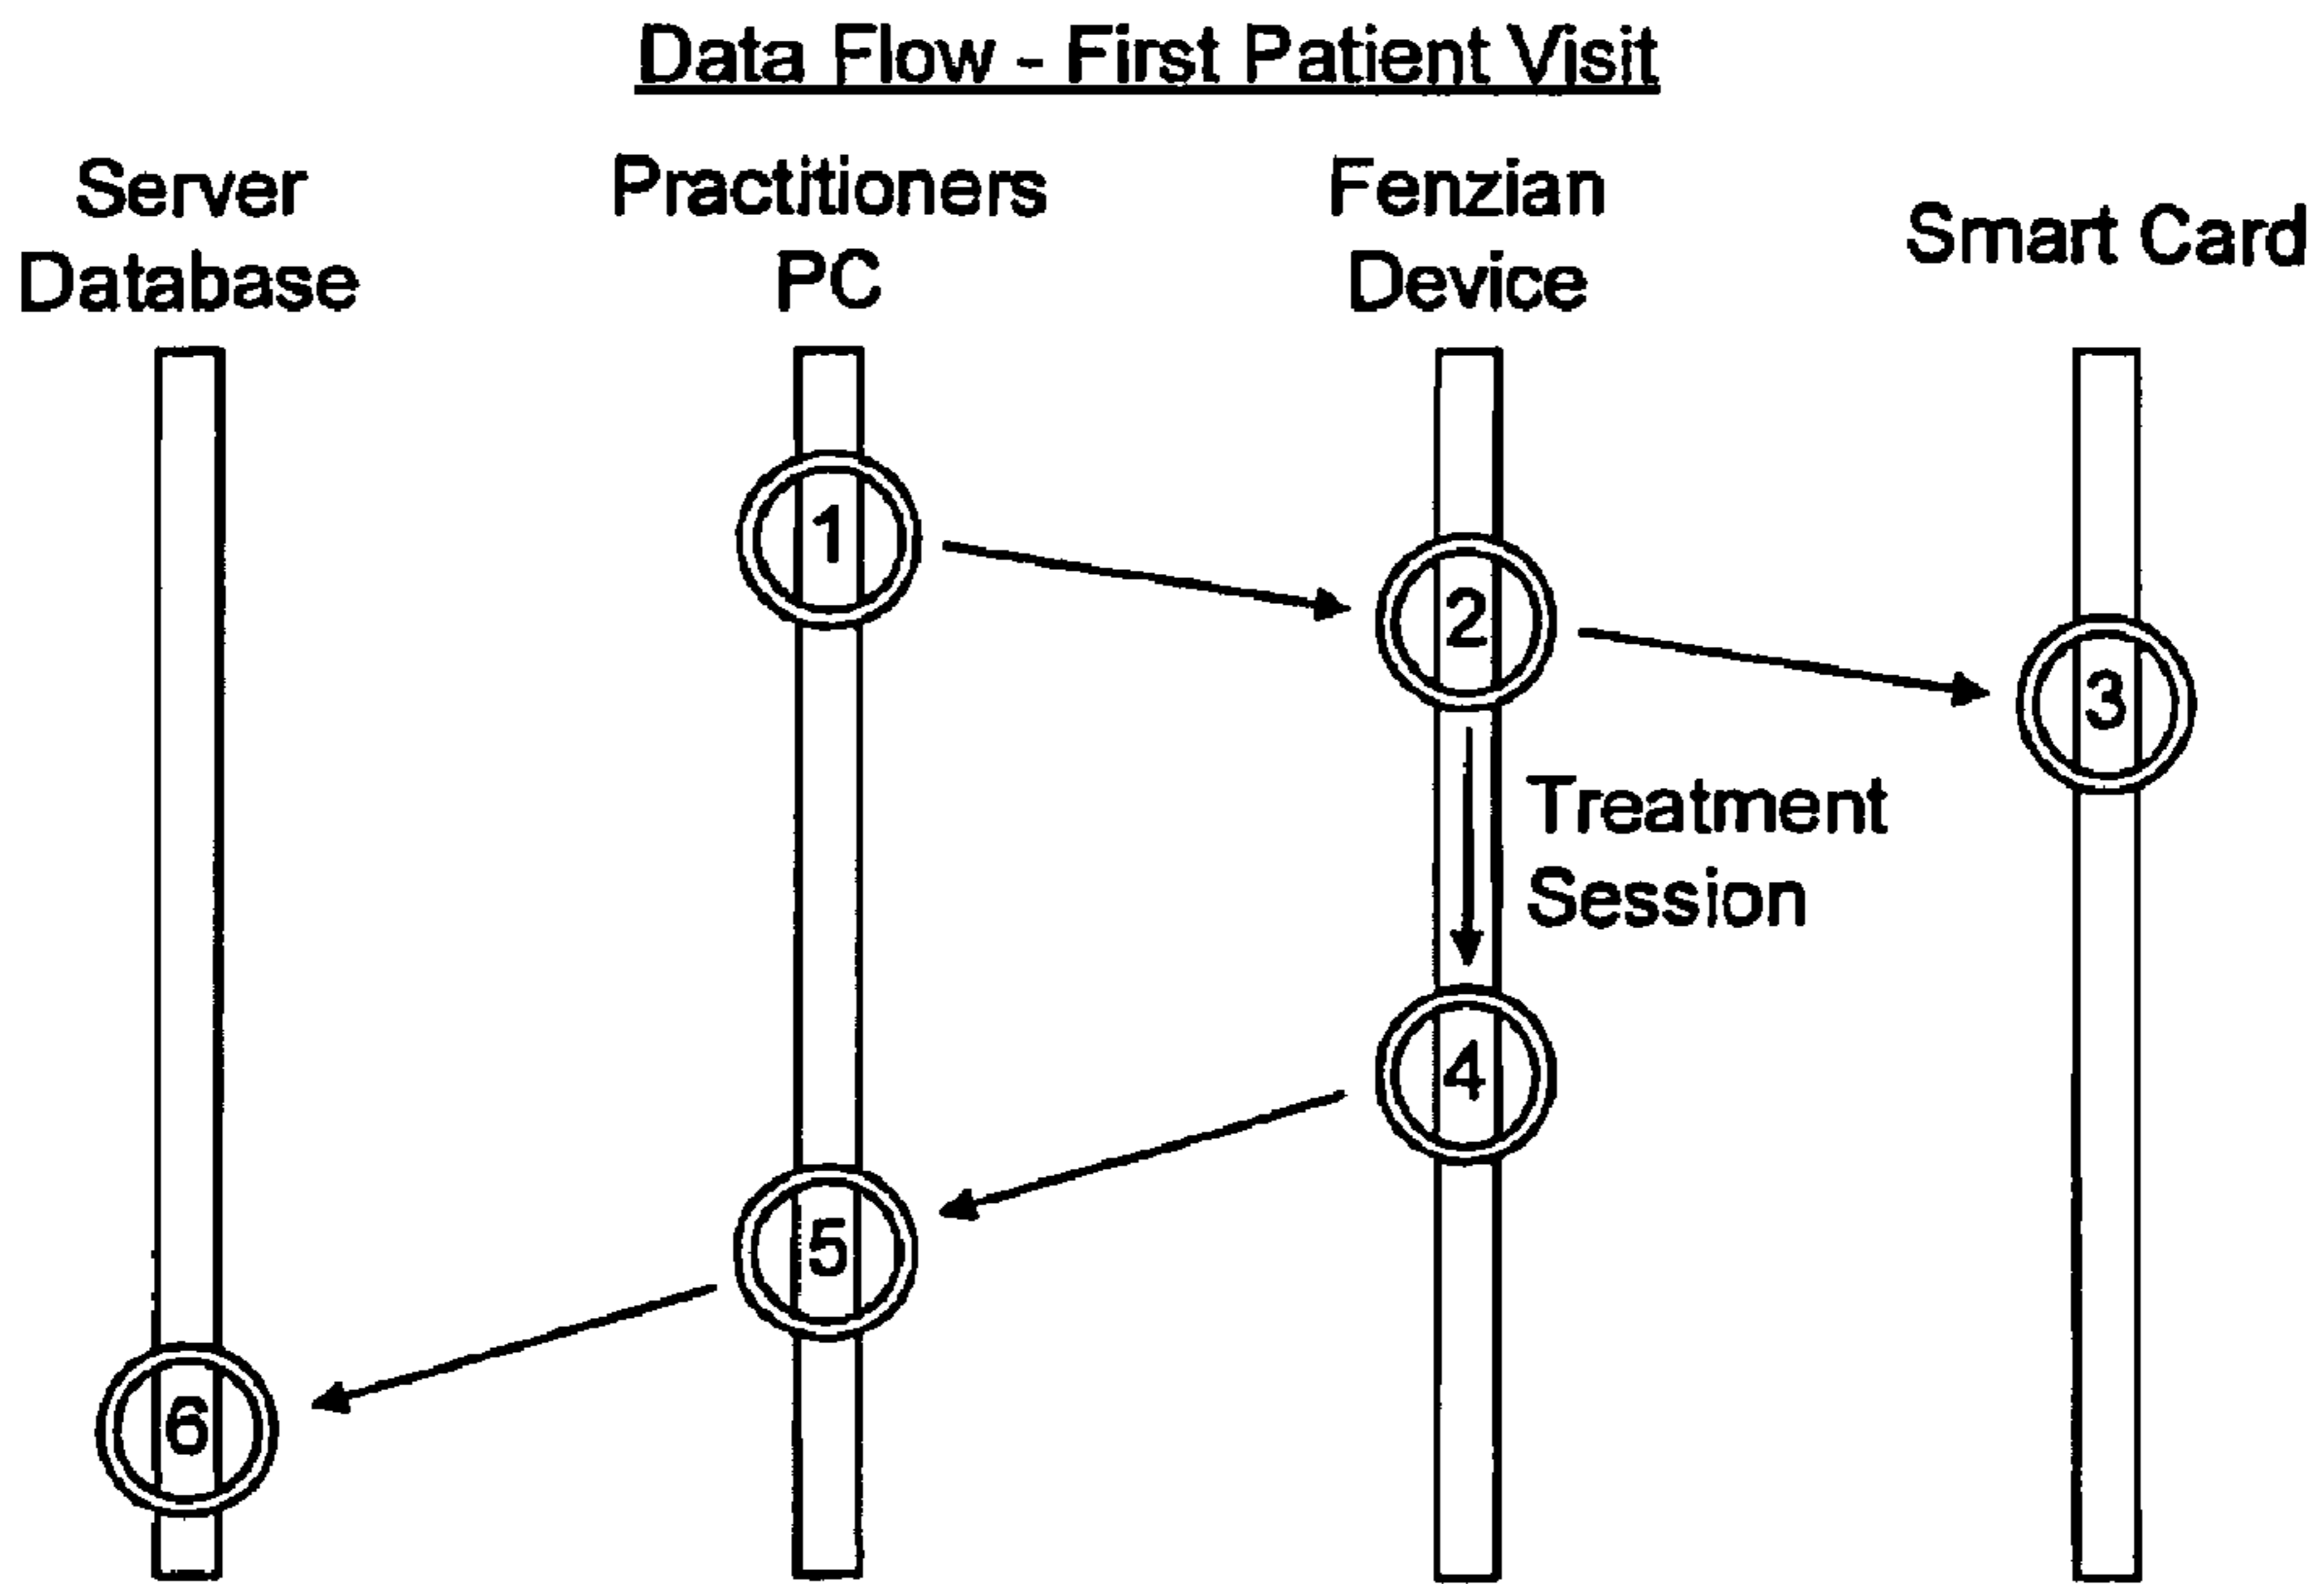 Data Flow - First Patient Visit
Server
Database
Practitioners
PC
Fenzian
Device
Smart Card
1
2
3
Treatment
Session
4
5
6